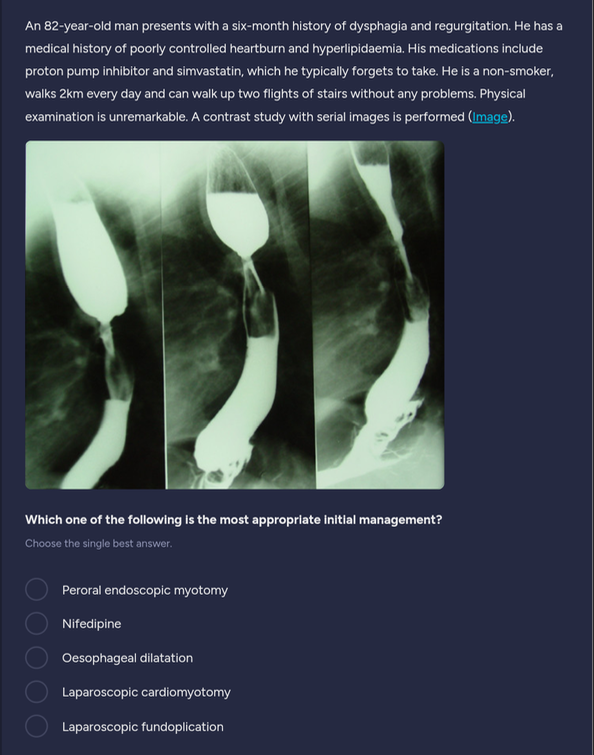 An 82-year-old man presents with a six-month history of dysphagia and regurgitation. He has a
medical history of poorly controlled heartburn and hyperlipidaemia. His medications include
proton pump inhibitor and simvastatin, which he typically forgets to take. He is a non-smoker,
walks 2km every day and can walk up two flights of stairs without any problems. Physical
examination is unremarkable. A contrast study with serial images is performed (Image).
Which one of the following is the most appropriate initial management?
Choose the single best answer.
Peroral endoscopic myotomy
Nifedipine
Oesophageal dilatation
Laparoscopic cardiomyotomy
Laparoscopic fundoplication